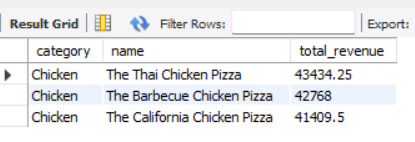 Result Grid Filter Rows: Export:
category name total_revenue
Chicken The Thai Chicken Pizza 43434.25
Chicken The Barbecue Chicken Pizza 42768
Chicken The California Chicken Pizza 41409.5